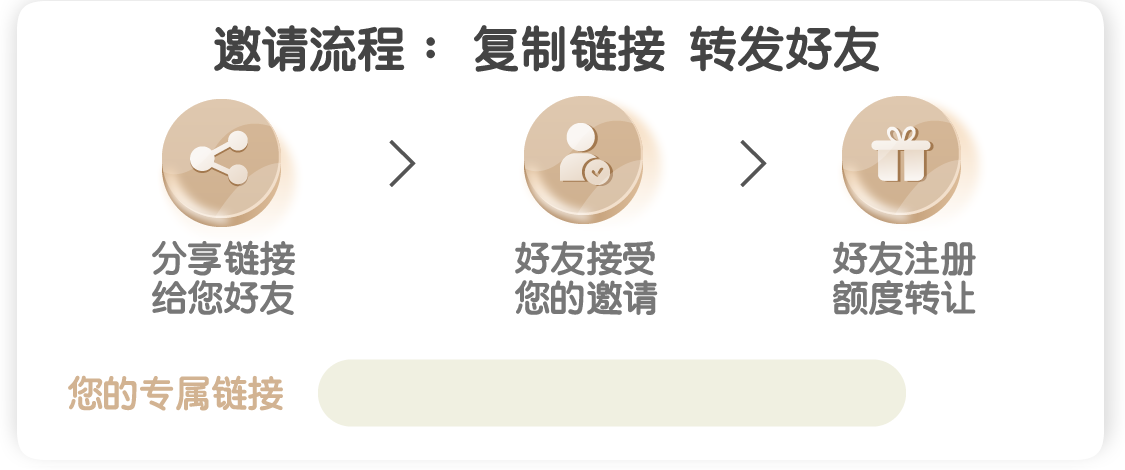 邀请流程： 复制链接 转发好友
分享链接
给您好友
好友接受
您的邀请
好友注册
额度转让
您的专属链接